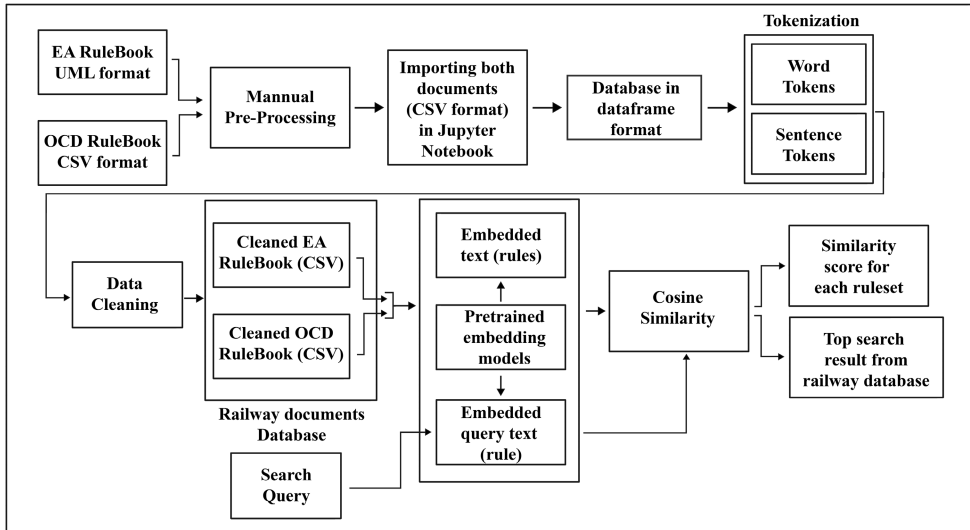 EA RuleBook
UML format
OCD RuleBook
CSV format
Mannual
Pre-Processing
Importing both
documents
(CSV format)
in Jupyter
Notebook
Database in
dataframe
format
Tokenization
Word
Tokens
Sentence
Tokens
Data
Cleaning
Cleaned EA
RuleBook (CSV)
Cleaned OCD
RuleBook (CSV)
Railway documents
Database
Search
Query
Embedded
text (rules)
Pretrained
embedding
models
Embedded
query text
(rule)
Cosine
Similarity
Similarity
score for
each ruleset
Top search
result from
railway database